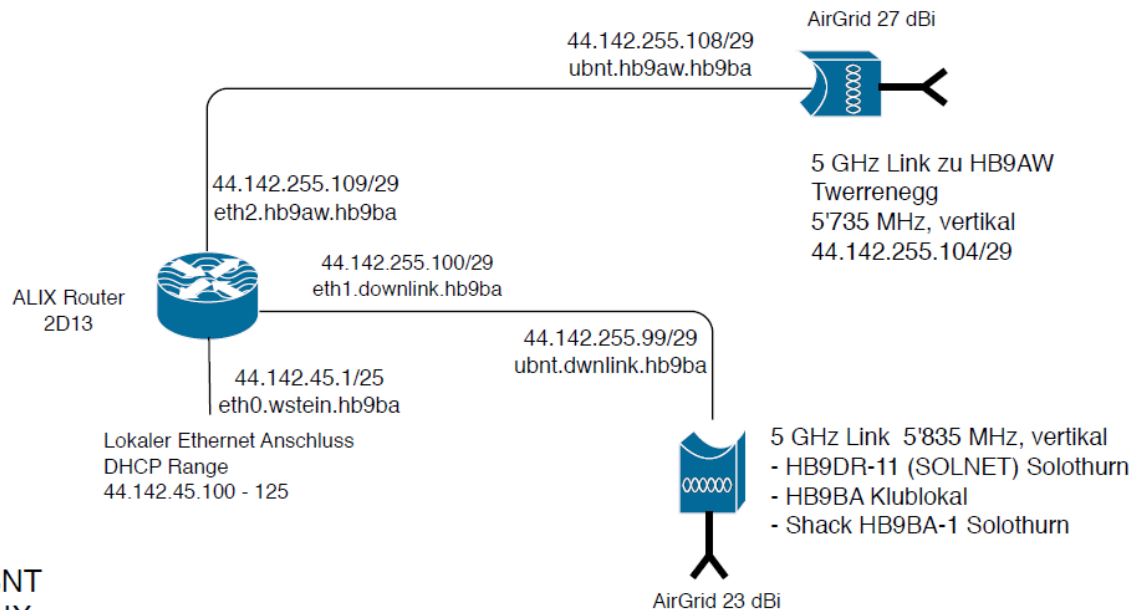 AirGrid 27 dBi
44.142.255.108/29
ubnt.hb9aw.hb9ba
5 GHz Link zu HB9AW
Twerrenegg
5'735 MHz, vertikal
44.142.255.104/29
44.142.255.109/29
eth2.hb9aw.hb9ba
44.142.255.100/29
eth1.downlink.hb9ba
ALIX Router
2D13
44.142.255.99/29
ubnt.dwnlink.hb9ba
44.142.45.1/25
eth0.wstein.hb9ba
Lokaler Ethernet Anschluss
DHCP Range
44.142.45.100 - 125
5 GHz Link 5'835 MHz, vertikal
- HB9DR-11 (SOLNET) Solothurn
- HB9BA Klublokal
- Shack HB9BA-1 Solothurn
AirGrid 23 dBi